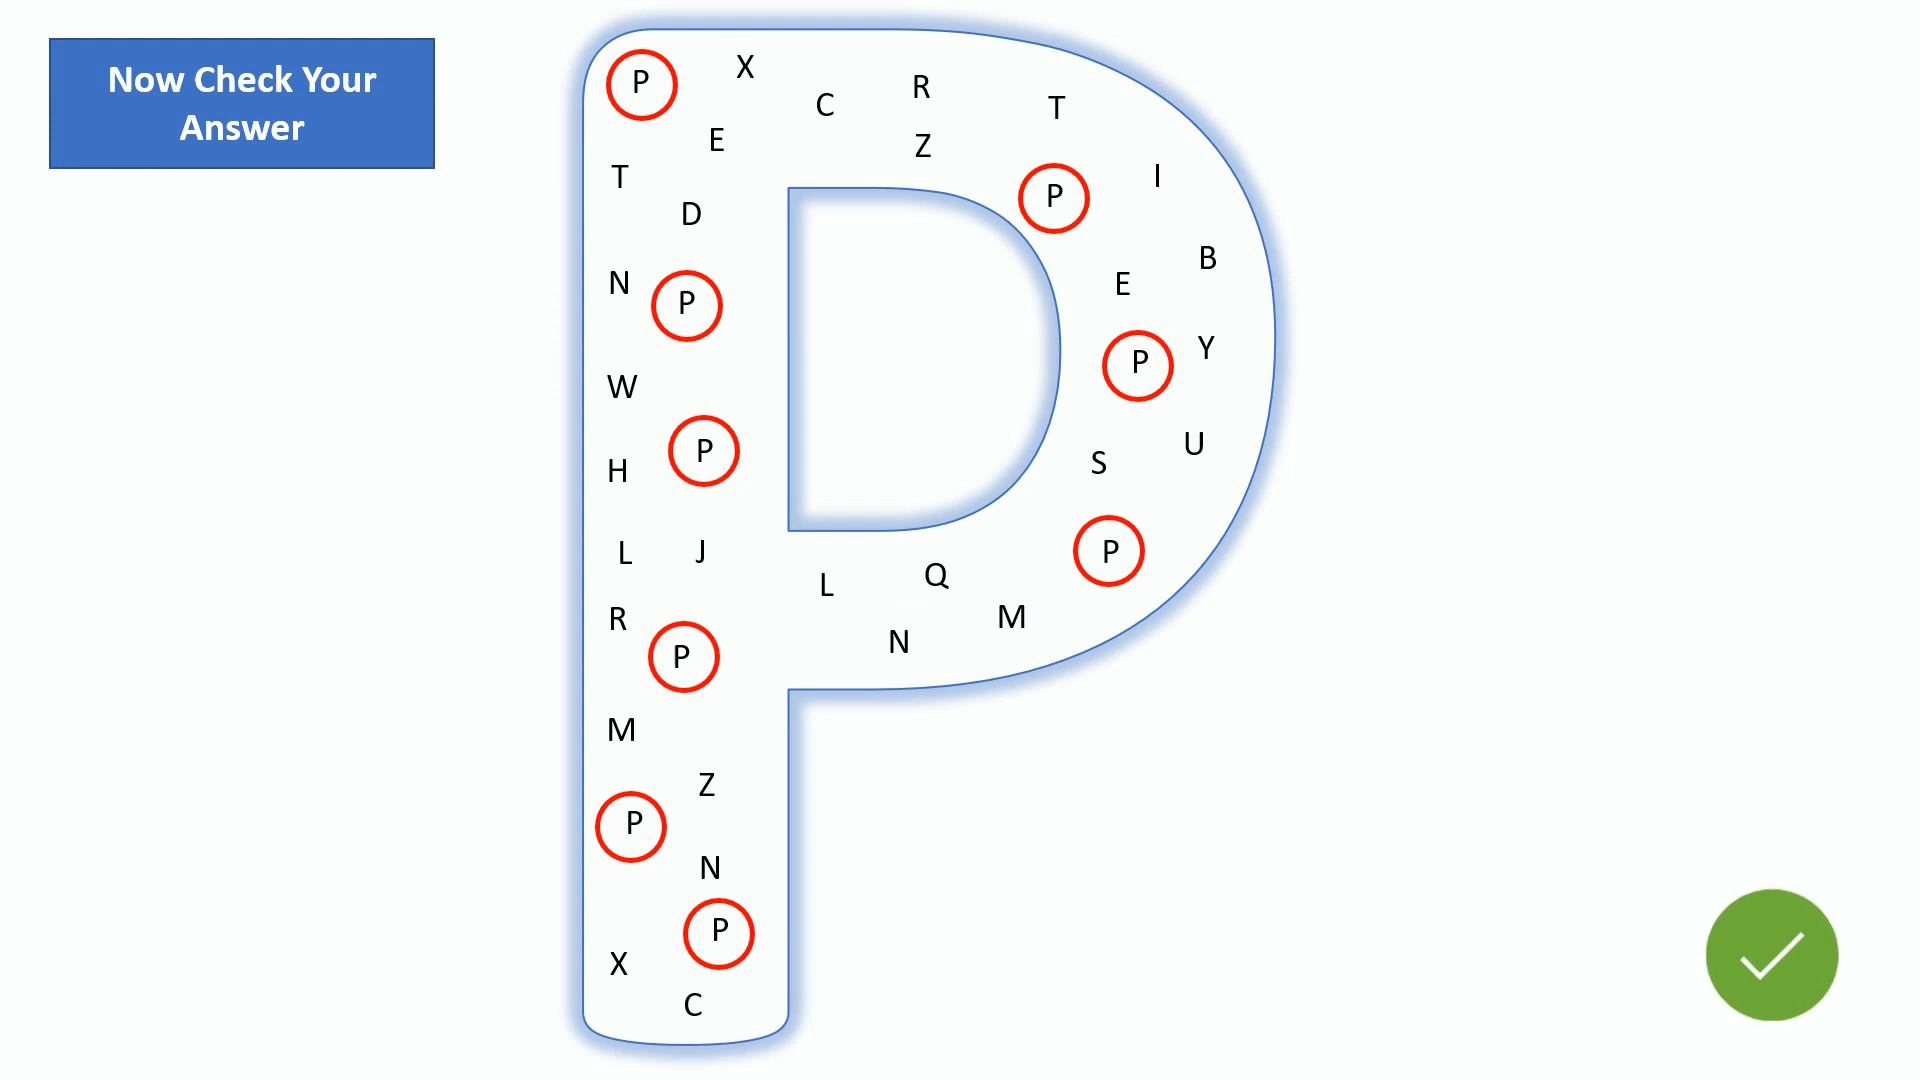 Now Check Your
Answer
P X C R T
E Z
T D P I
N P E B
W P Y
H P S U
L J L Q P
R P N M
M
Z
P
N
P
X
C